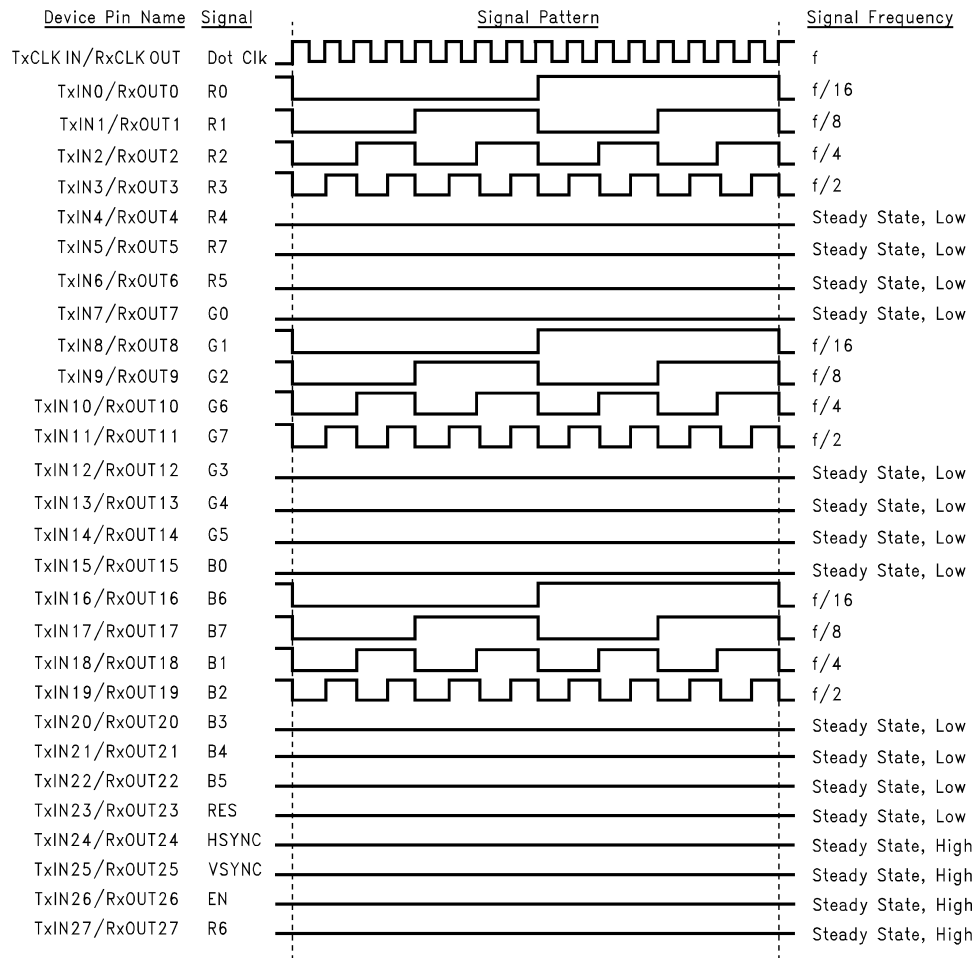 Device Pin Name Signal Signal Pattern Signal Frequency
TxCLK IN/RxCLK OUT Dot Clk f
TxIN0/RxOUT0 R0 f/16
TxIN1/RxOUT1 R1 f/8
TxIN2/RxOUT2 R2 f/4
TxIN3/RxOUT3 R3 f/2
TxIN4/RxOUT4 R4 Steady State, Low
TxIN5/RxOUT5 R7 Steady State, Low
TxIN6/RxOUT6 R5 Steady State, Low
TxIN7/RxOUT7 G0 Steady State, Low
TxIN8/RxOUT8 G1 f/16
TxIN9/RxOUT9 G2 f/8
TxIN10/RxOUT10 G6 f/4
TxIN11/RxOUT11 G7 f/2
TxIN12/RxOUT12 G3 Steady State, Low
TxIN13/RxOUT13 G4 Steady State, Low
TxIN14/RxOUT14 G5 Steady State, Low
TxIN15/RxOUT15 B0 Steady State, Low
TxIN16/RxOUT16 B6 f/16
TxIN17/RxOUT17 B7 f/8
TxIN18/RxOUT18 B1 f/4
TxIN19/RxOUT19 B2 f/2
TxIN20/RxOUT20 B3 Steady State, Low
TxIN21/RxOUT21 B4 Steady State, Low
TxIN22/RxOUT22 B5 Steady State, Low
TxIN23/RxOUT23 RES Steady State, Low
TxIN24/RxOUT24 HSYNC Steady State, High
TxIN25/RxOUT25 VSYNC Steady State, High
TxIN26/RxOUT26 EN Steady State, High
TxIN27/RxOUT27 R6 Steady State, High